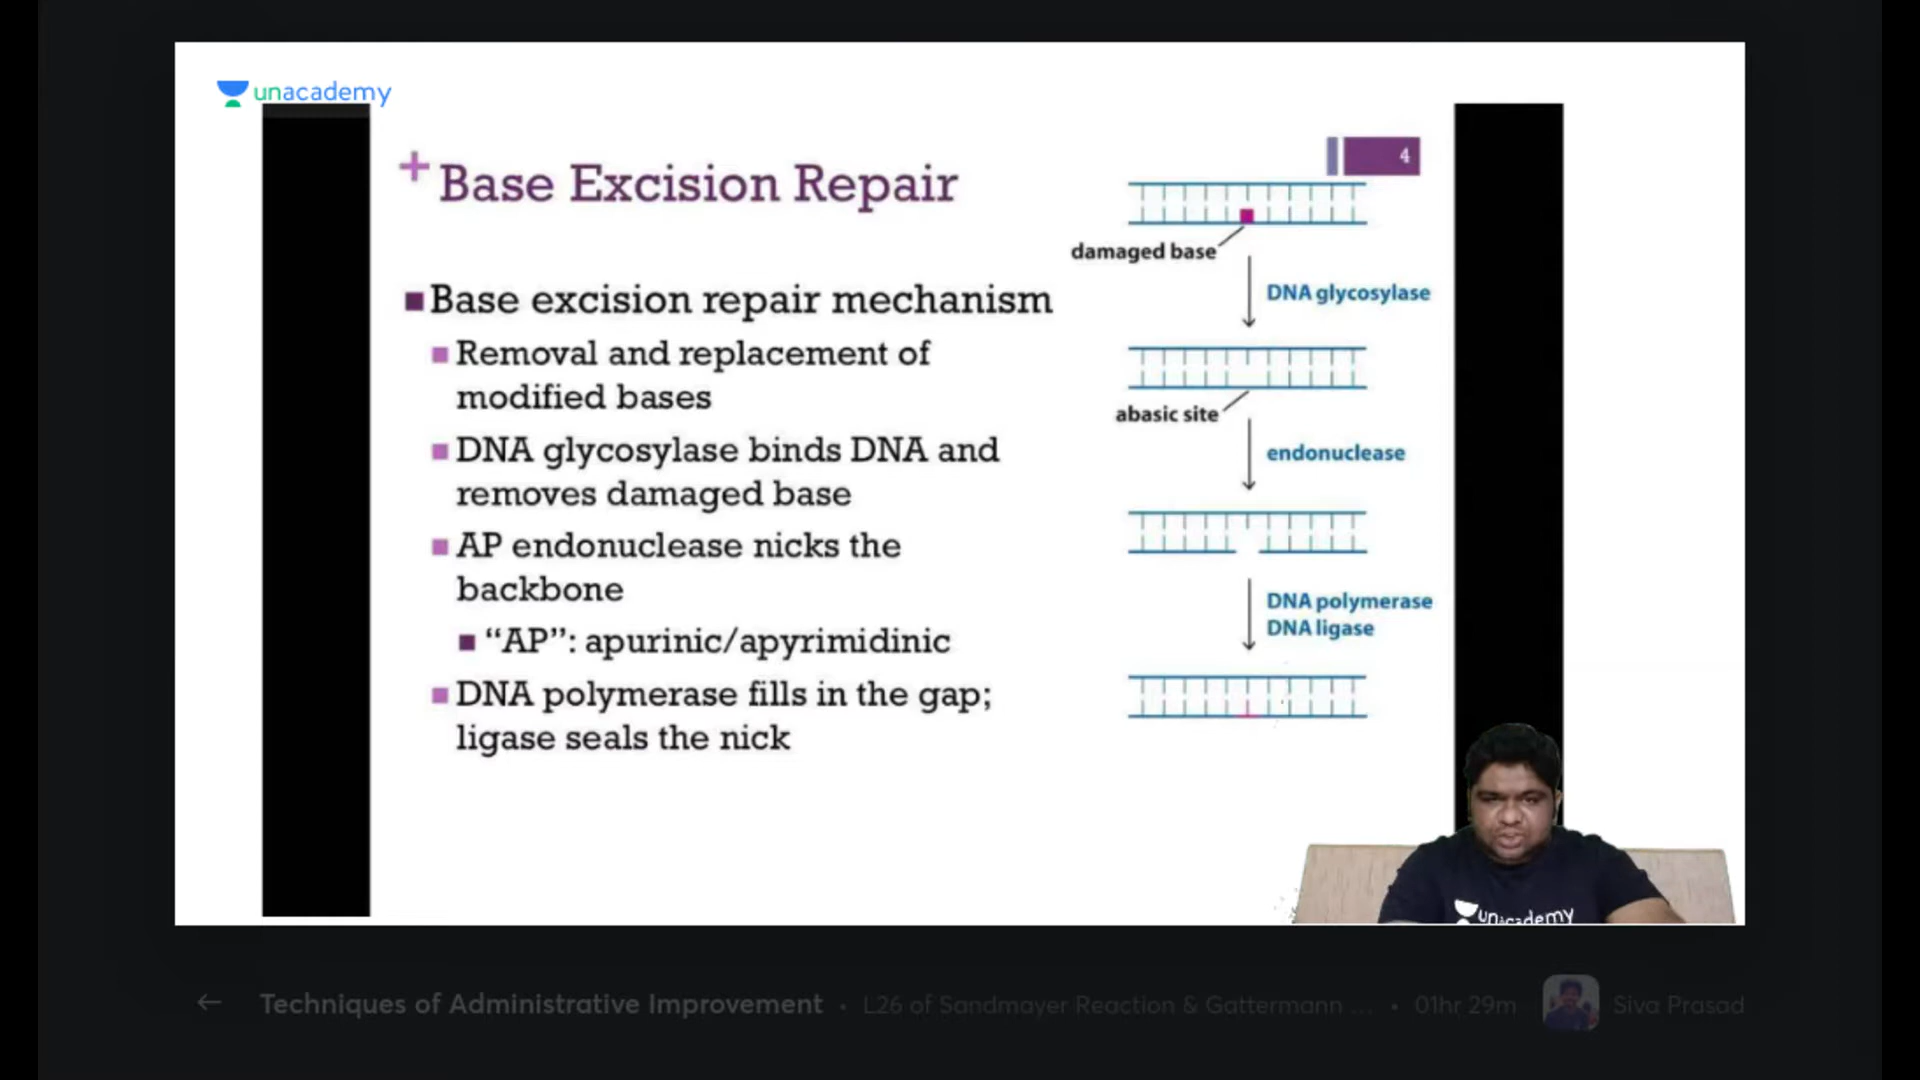 unacademy
+ Base Excision Repair
4
Base excision repair mechanism
Removal and replacement of
modified bases
DNA glycosylase binds DNA and
removes damaged base
AP endonuclease nicks the
backbone
“AP”: apurinic/apyrimidinic
DNA polymerase fills in the gap;
ligase seals the nick
damaged base
DNA glycosylase
abasic site
endonuclease
DNA polymerase
DNA ligase
unacademy
← Techniques of Administrative Improvement • L26 of Sandmayer Reaction & Gattermann ... • 01hr 29m Siva Prasad